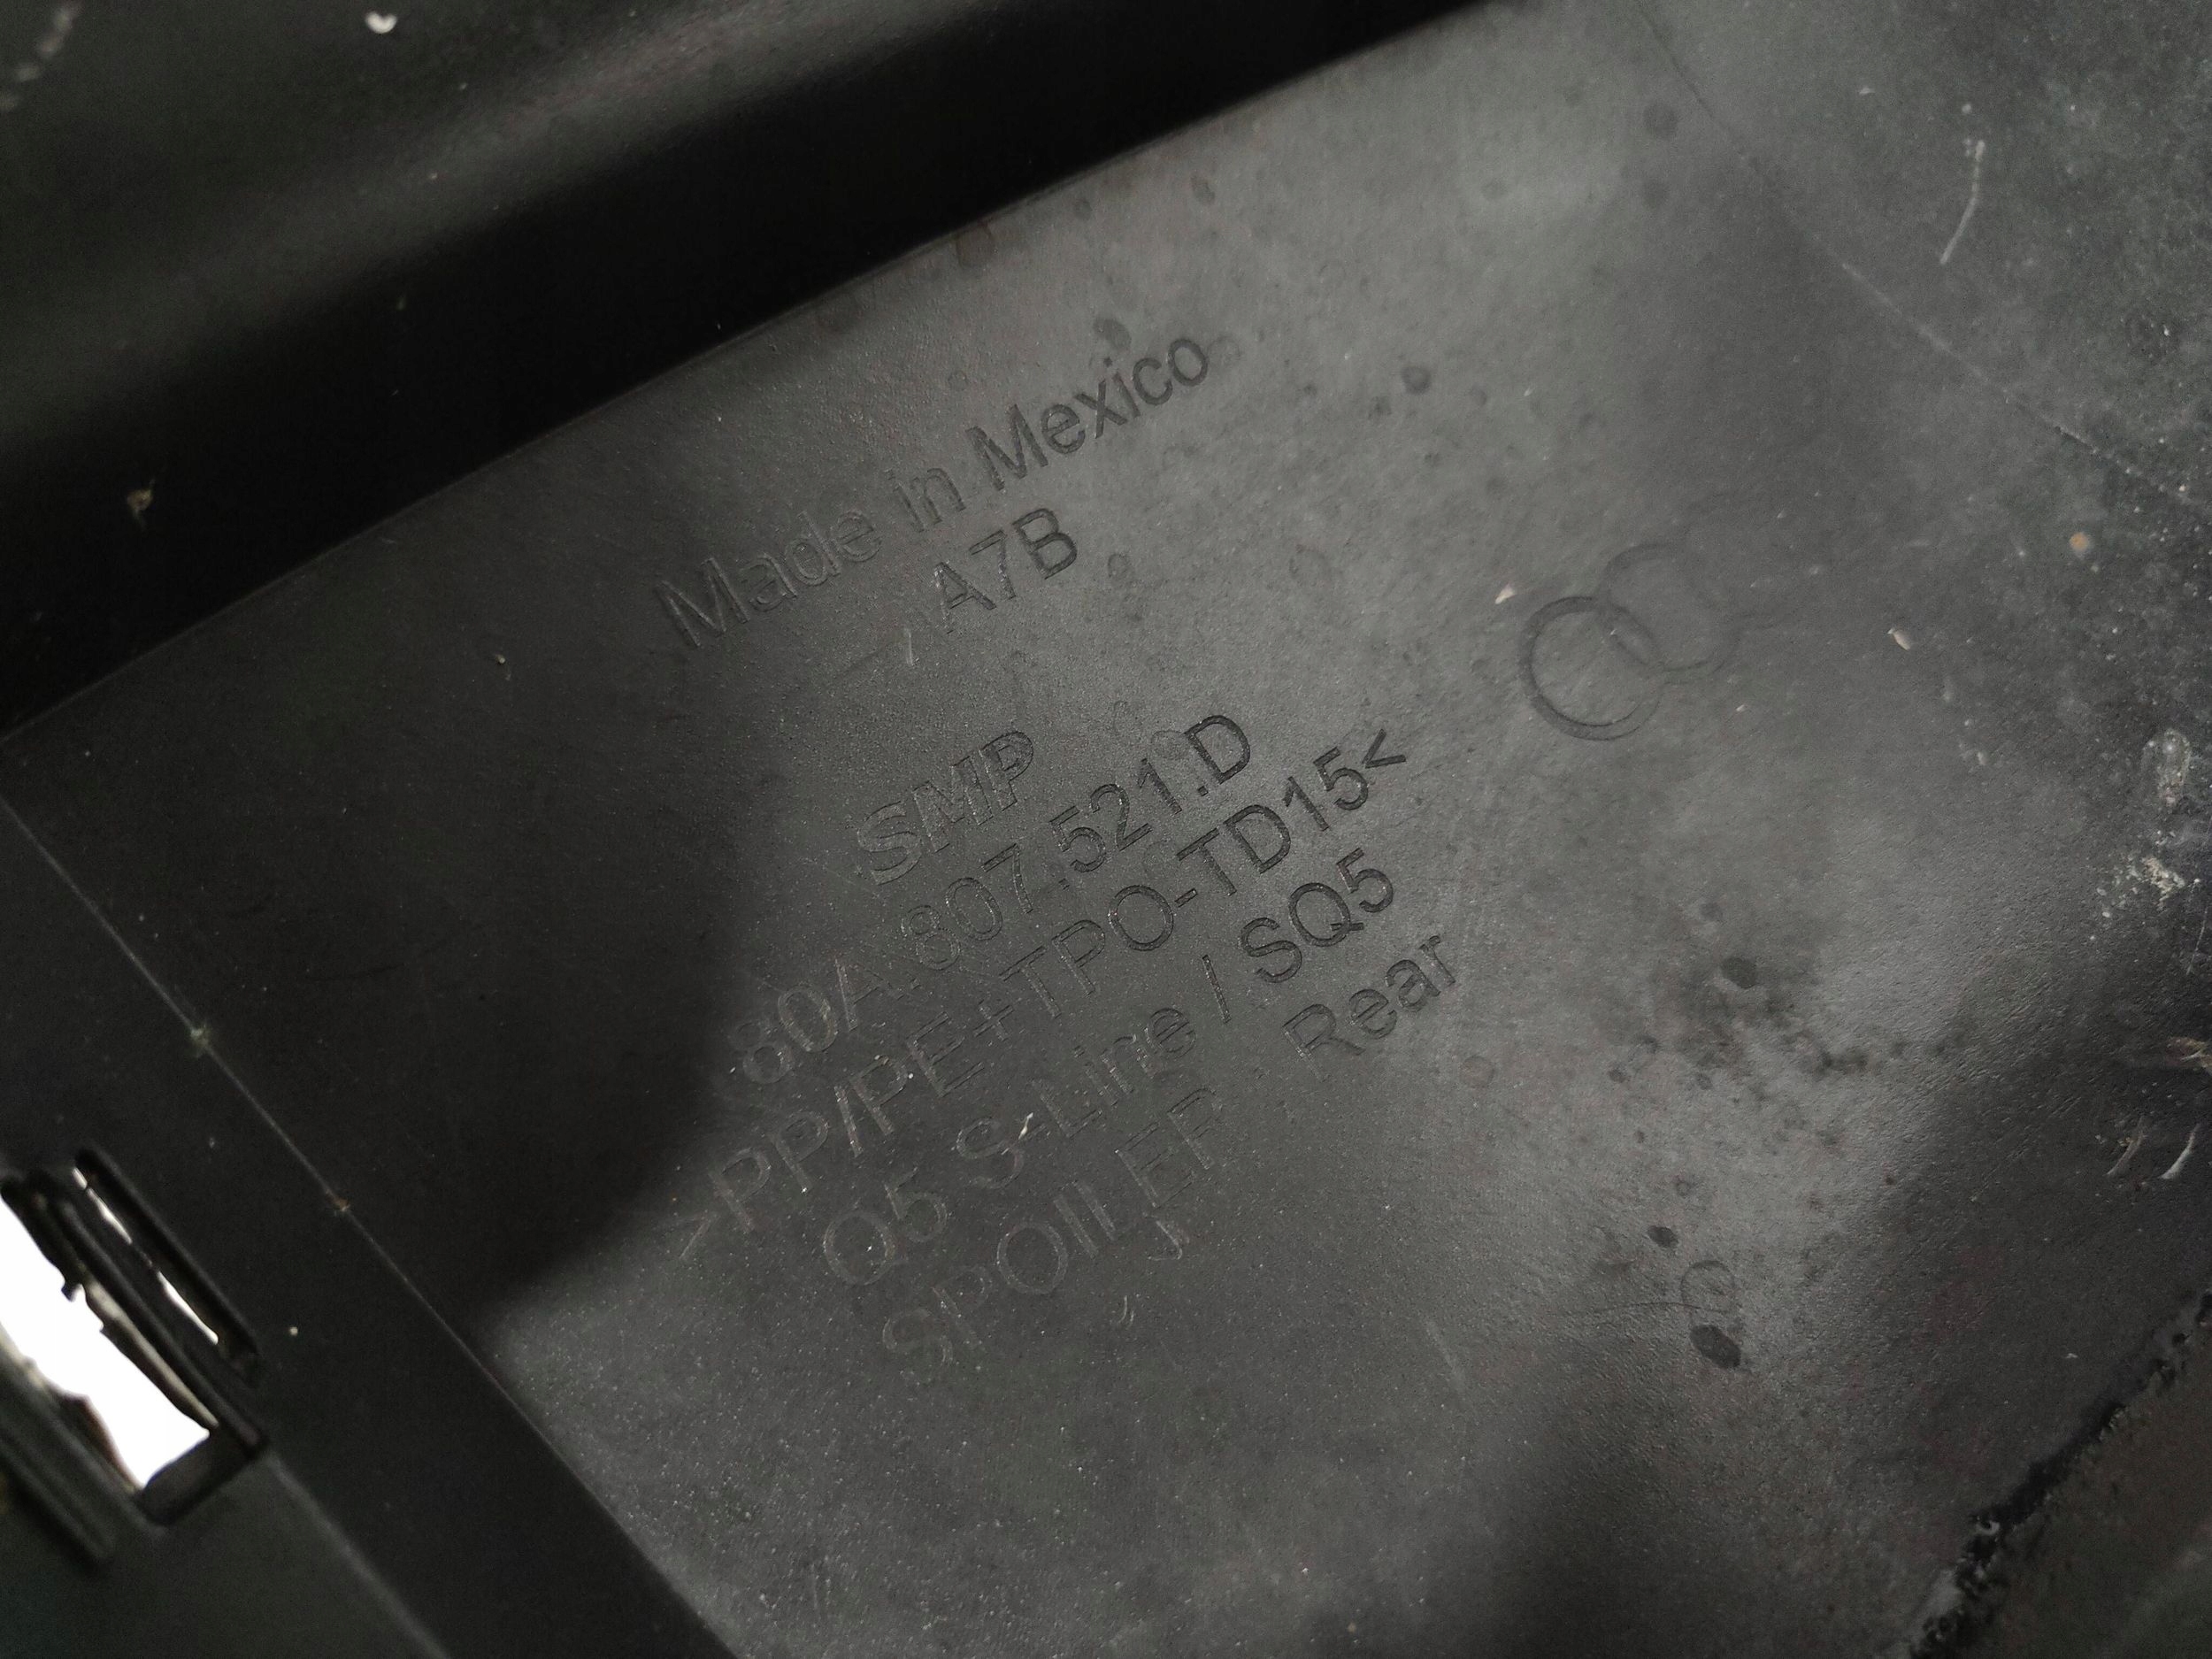 Made in Mexico
A7B
SMP
80A.807.521.D
>PP/PE+TPO-TD15<
Q5 S-Line / SQ5
SPOILER Rear